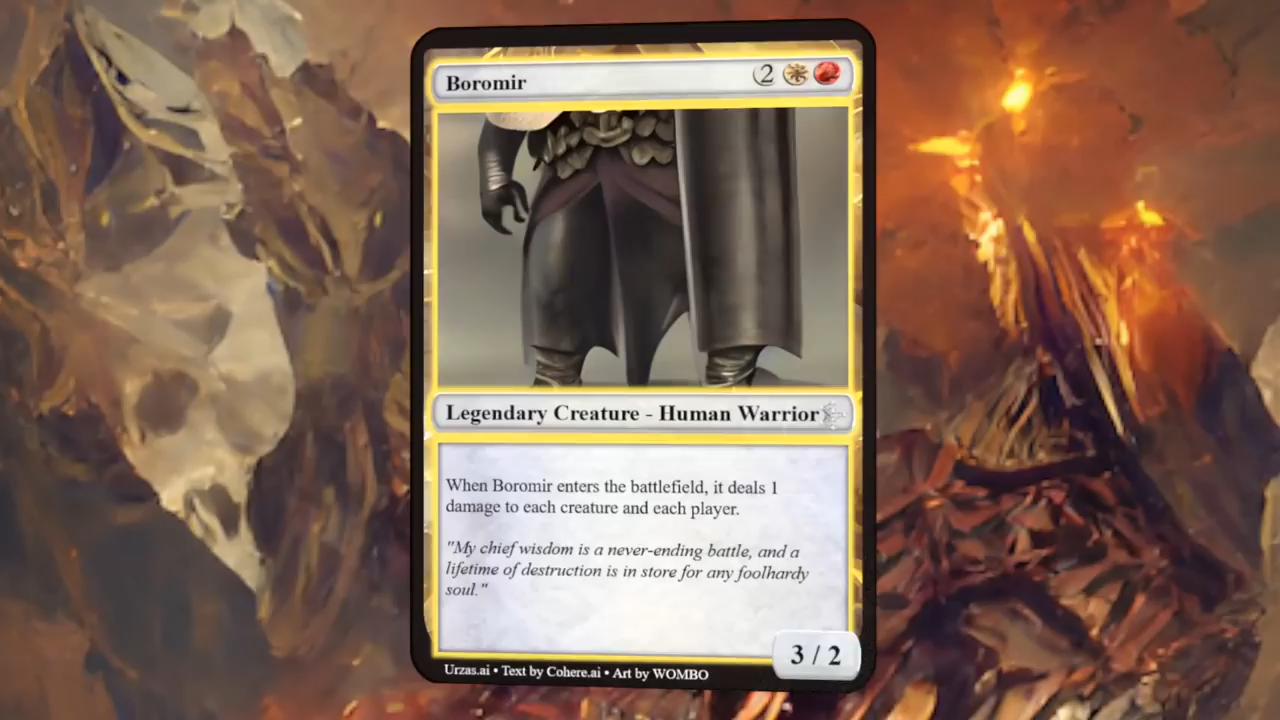 Boromir 2
Legendary Creature - Human Warrior
When Boromir enters the battlefield, it deals 1
damage to each creature and each player.
"My chief wisdom is a never-ending battle, and a
lifetime of destruction is in store for any foolhardy
soul."
3 / 2
Urzas.ai • Text by Cohere.ai • Art by WOMBO